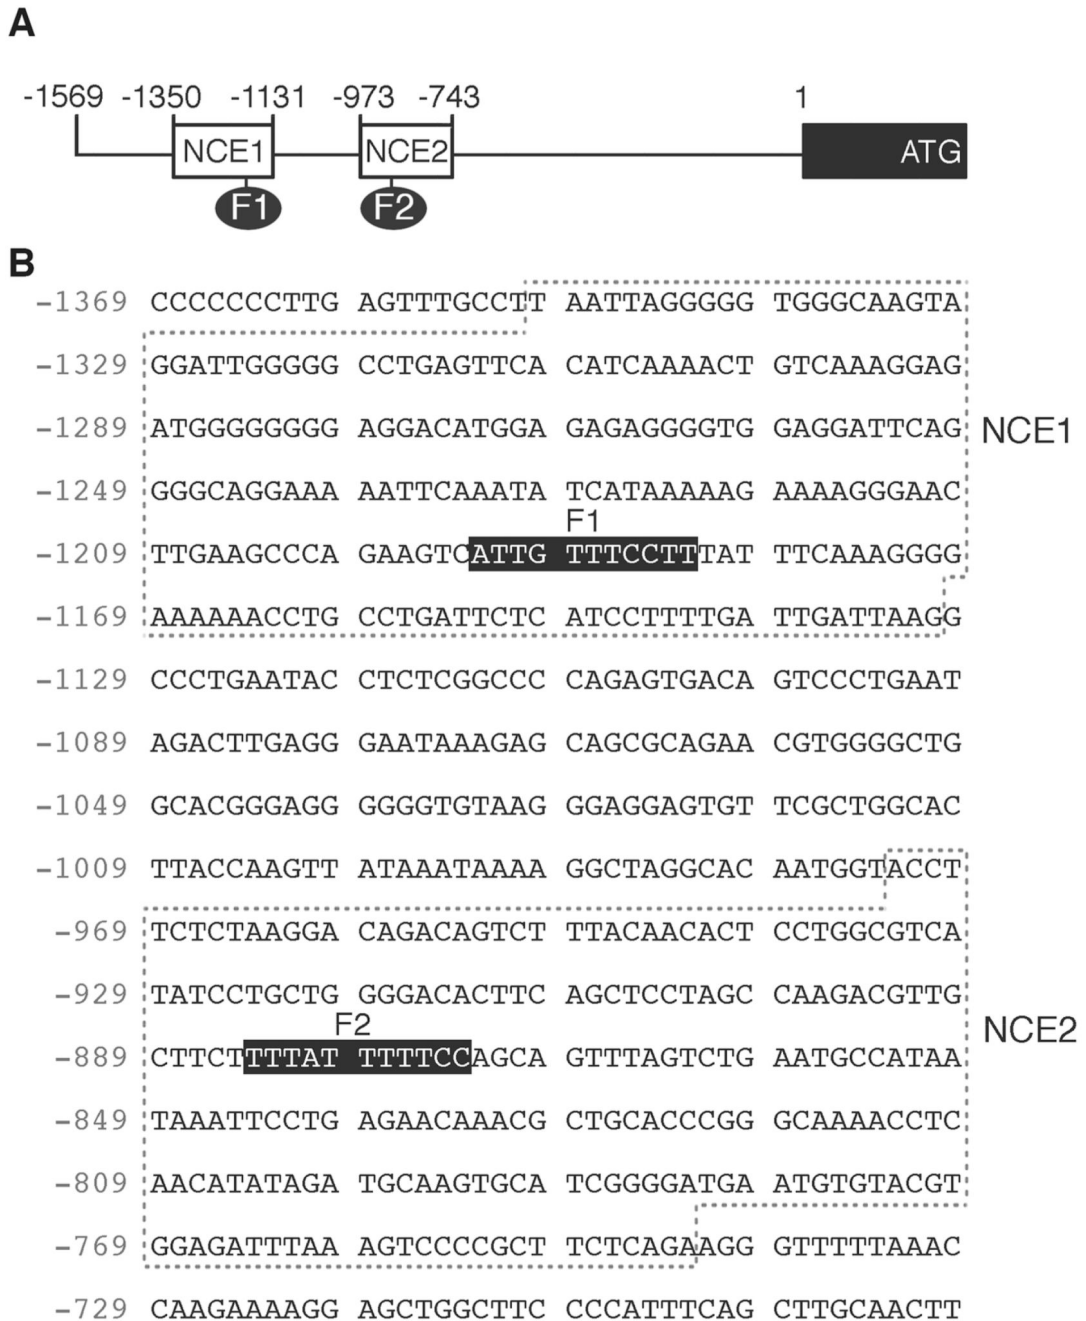 A
-1569 -1350 -1131 -973 -743 1
NCE1 NCE2 ATG
F1 F2
B
-1369 CCCCCCCTTG AGTTTGCCTT AATTAGGGGG TGGGCAAGTA
-1329 GGATTGGGGG CCTGAGTTCA CATCAAAACT GTCAAAGGAG
-1289 ATGGGGGGGG AGGACATGGA GAGAGGGGTG GAGGATTCAG NCE1
-1249 GGGCAGGAAA AATTCAAATA TCATAAAAAG AAAAGGGAAC
F1
-1209 TTGAAGCCCA GAAGTCATTG TTTCCTTTAT TTCAAAGGGG
-1169 AAAAAACCTG CCTGATTCTC ATCCTTTTGA TTGATTAAGG
-1129 CCCTGAATAC CTCTCGGCCC CAGAGTGACA GTCCCTGAAT
-1089 AGACTTGAGG GAATAAAGAG CAGCGCAGAA CGTGGGGCTG
-1049 GCACGGGAGG GGGGTGTAAG GGAGGAGTGT TCGCTGGCAC
-1009 TTACCAAGTT ATAAATAAAA GGCTAGGCAC AATGGTACCT
-969 TCTCTAAGGA CAGACAGTCT TTACAACACT CCTGGCGTCA
-929 TATCCTGCTG GGGACACTTC AGCTCCTAGC CAAGACGTTG
F2 NCE2
-889 CTTCTTTTAT TTTTCCAGCA GTTTAGTCTG AATGCCATAA
-849 TAAATTCCTG AGAACAAACG CTGCACCCGG GCAAAACCTC
-809 AACATATAGA TGCAAGTGCA TCGGGGATGA ATGTGTACGT
-769 GGAGATTTAA AGTCCCCGCT TCTCAGAAGG GTTTTTAAAC
-729 CAAGAAAAGG AGCTGGCTTC CCCATTTCAG CTTGCAACTT